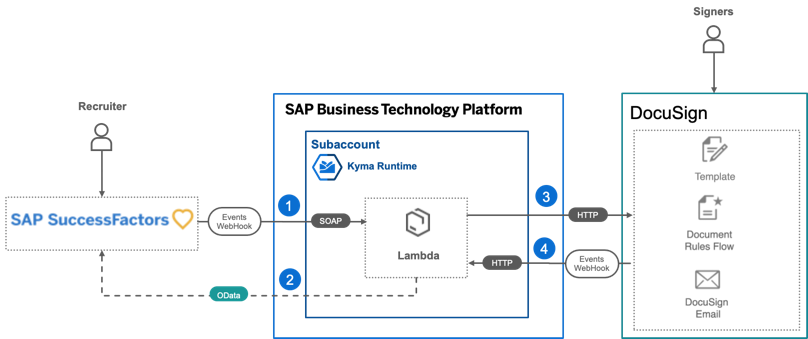 Signers
Recruiter
SAP Business Technology Platform
DocuSign
Subaccount
Kyma Runtime
SAP SuccessFactors
Events
WebHook
1
SOAP
Lambda
3
HTTP
4
HTTP
Events
WebHook
2
OData
Template
Document
Rules Flow
DocuSign
Email